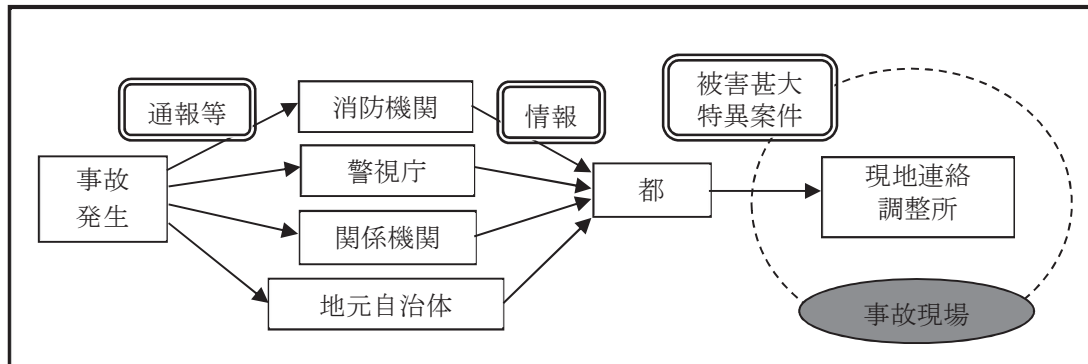 通報等
消防機関
情報
被害甚大
特異案件
事故
発生
警視庁
都
現地連絡
調整所
関係機関
地元自治体
事故現場